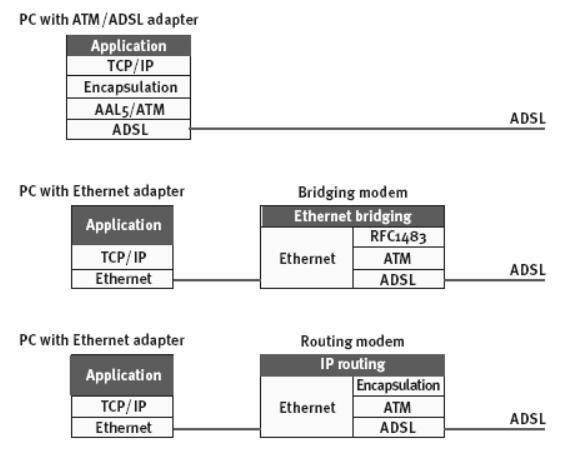 PC with ATM/ADSL adapter
Application
TCP/IP
Encapsulation
AAL5/ATM
ADSL
ADSL
PC with Ethernet adapter
Bridging modem
Application
TCP/IP
Ethernet
Ethernet bridging
Ethernet
RFC1483
ATM
ADSL
ADSL
PC with Ethernet adapter
Routing modem
Application
TCP/IP
Ethernet
IP routing
Ethernet
Encapsulation
ATM
ADSL
ADSL